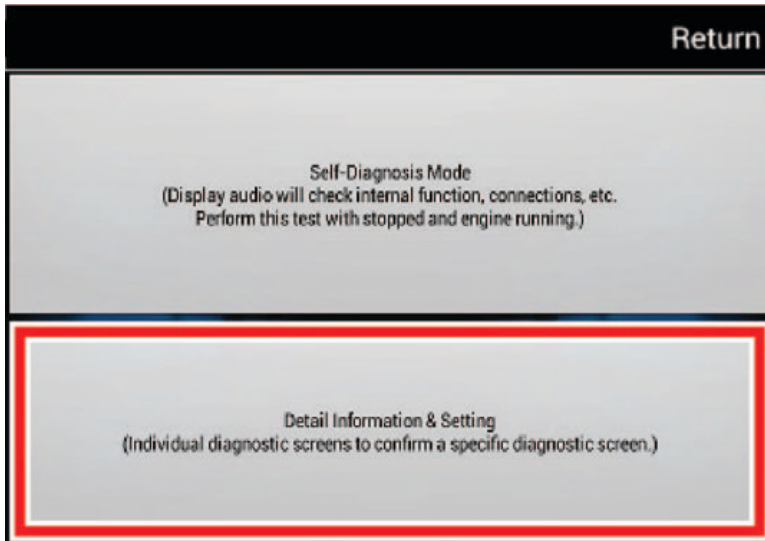 Return
Self-Diagnosis Mode
(Display audio will check internal function, connections, etc.
Perform this test with stopped and engine running.)
Detail Information & Setting
(Individual diagnostic screens to confirm a specific diagnostic screen.)